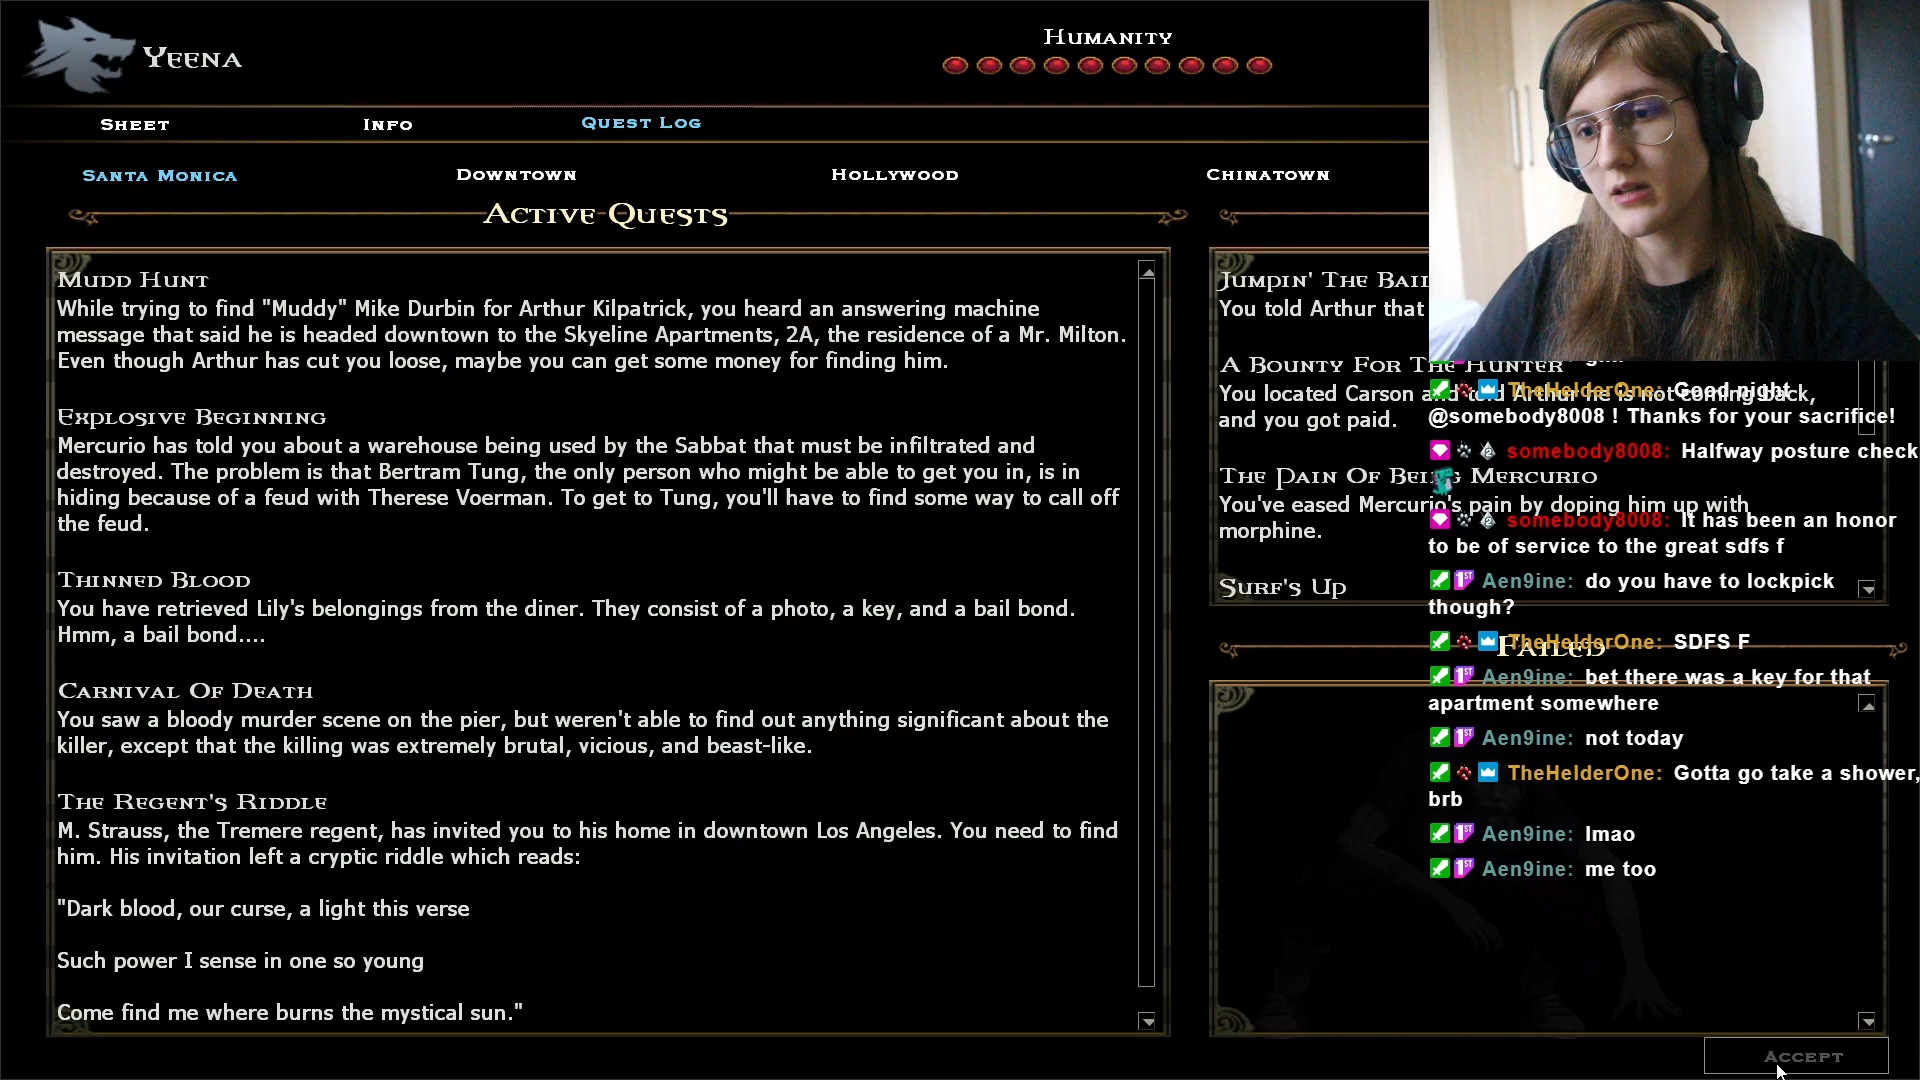 Yeena
Humanity
Sheet
Info
Quest Log
Santa Monica
Downtown
Hollywood
Chinatown
Active Quests
Mudd Hunt
While trying to find "Muddy" Mike Durbin for Arthur Kilpatrick, you heard an answering machine
message that said he is headed downtown to the Skyeline Apartments, 2A, the residence of a Mr. Milton.
Even though Arthur has cut you loose, maybe you can get some money for finding him.
Explosive Beginning
Mercurio has told you about a warehouse being used by the Sabbat that must be infiltrated and
destroyed. The problem is that Bertram Tung, the only person who might be able to get you in, is in
hiding because of a feud with Therese Voerman. To get to Tung, you'll have to find some way to call off
the feud.
Thinned Blood
You have retrieved Lily's belongings from the diner. They consist of a photo, a key, and a bail bond.
Hmm, a bail bond....
Carnival Of Death
You saw a bloody murder scene on the pier, but weren't able to find out anything significant about the
killer, except that the killing was extremely brutal, vicious, and beast-like.
The Regent's Riddle
M. Strauss, the Tremere regent, has invited you to his home in downtown Los Angeles. You need to find
him. His invitation left a cryptic riddle which reads:
"Dark blood, our curse, a light this verse
Such power I sense in one so young
Come find me where burns the mystical sun."
Jumpin' The Bail
You told Arthur that
A Bounty For The Hunter
You located Carson and told Arthur he is not coming back,
and you got paid.
The Pain Of Being Mercurio
You've eased Mercurio's pain by doping him up with
morphine.
Surf's Up
Failed
TheHelderOne: Good night
@somebody8008 ! Thanks for your sacrifice!
somebody8008: Halfway posture check
somebody8008: It has been an honor
to be of service to the great sdfs f
Aen9ine: do you have to lockpick
though?
TheHelderOne: SDFS F
Aen9ine: bet there was a key for that
apartment somewhere
Aen9ine: not today
TheHelderOne: Gotta go take a shower,
brb
Aen9ine: lmao
Aen9ine: me too
Accept